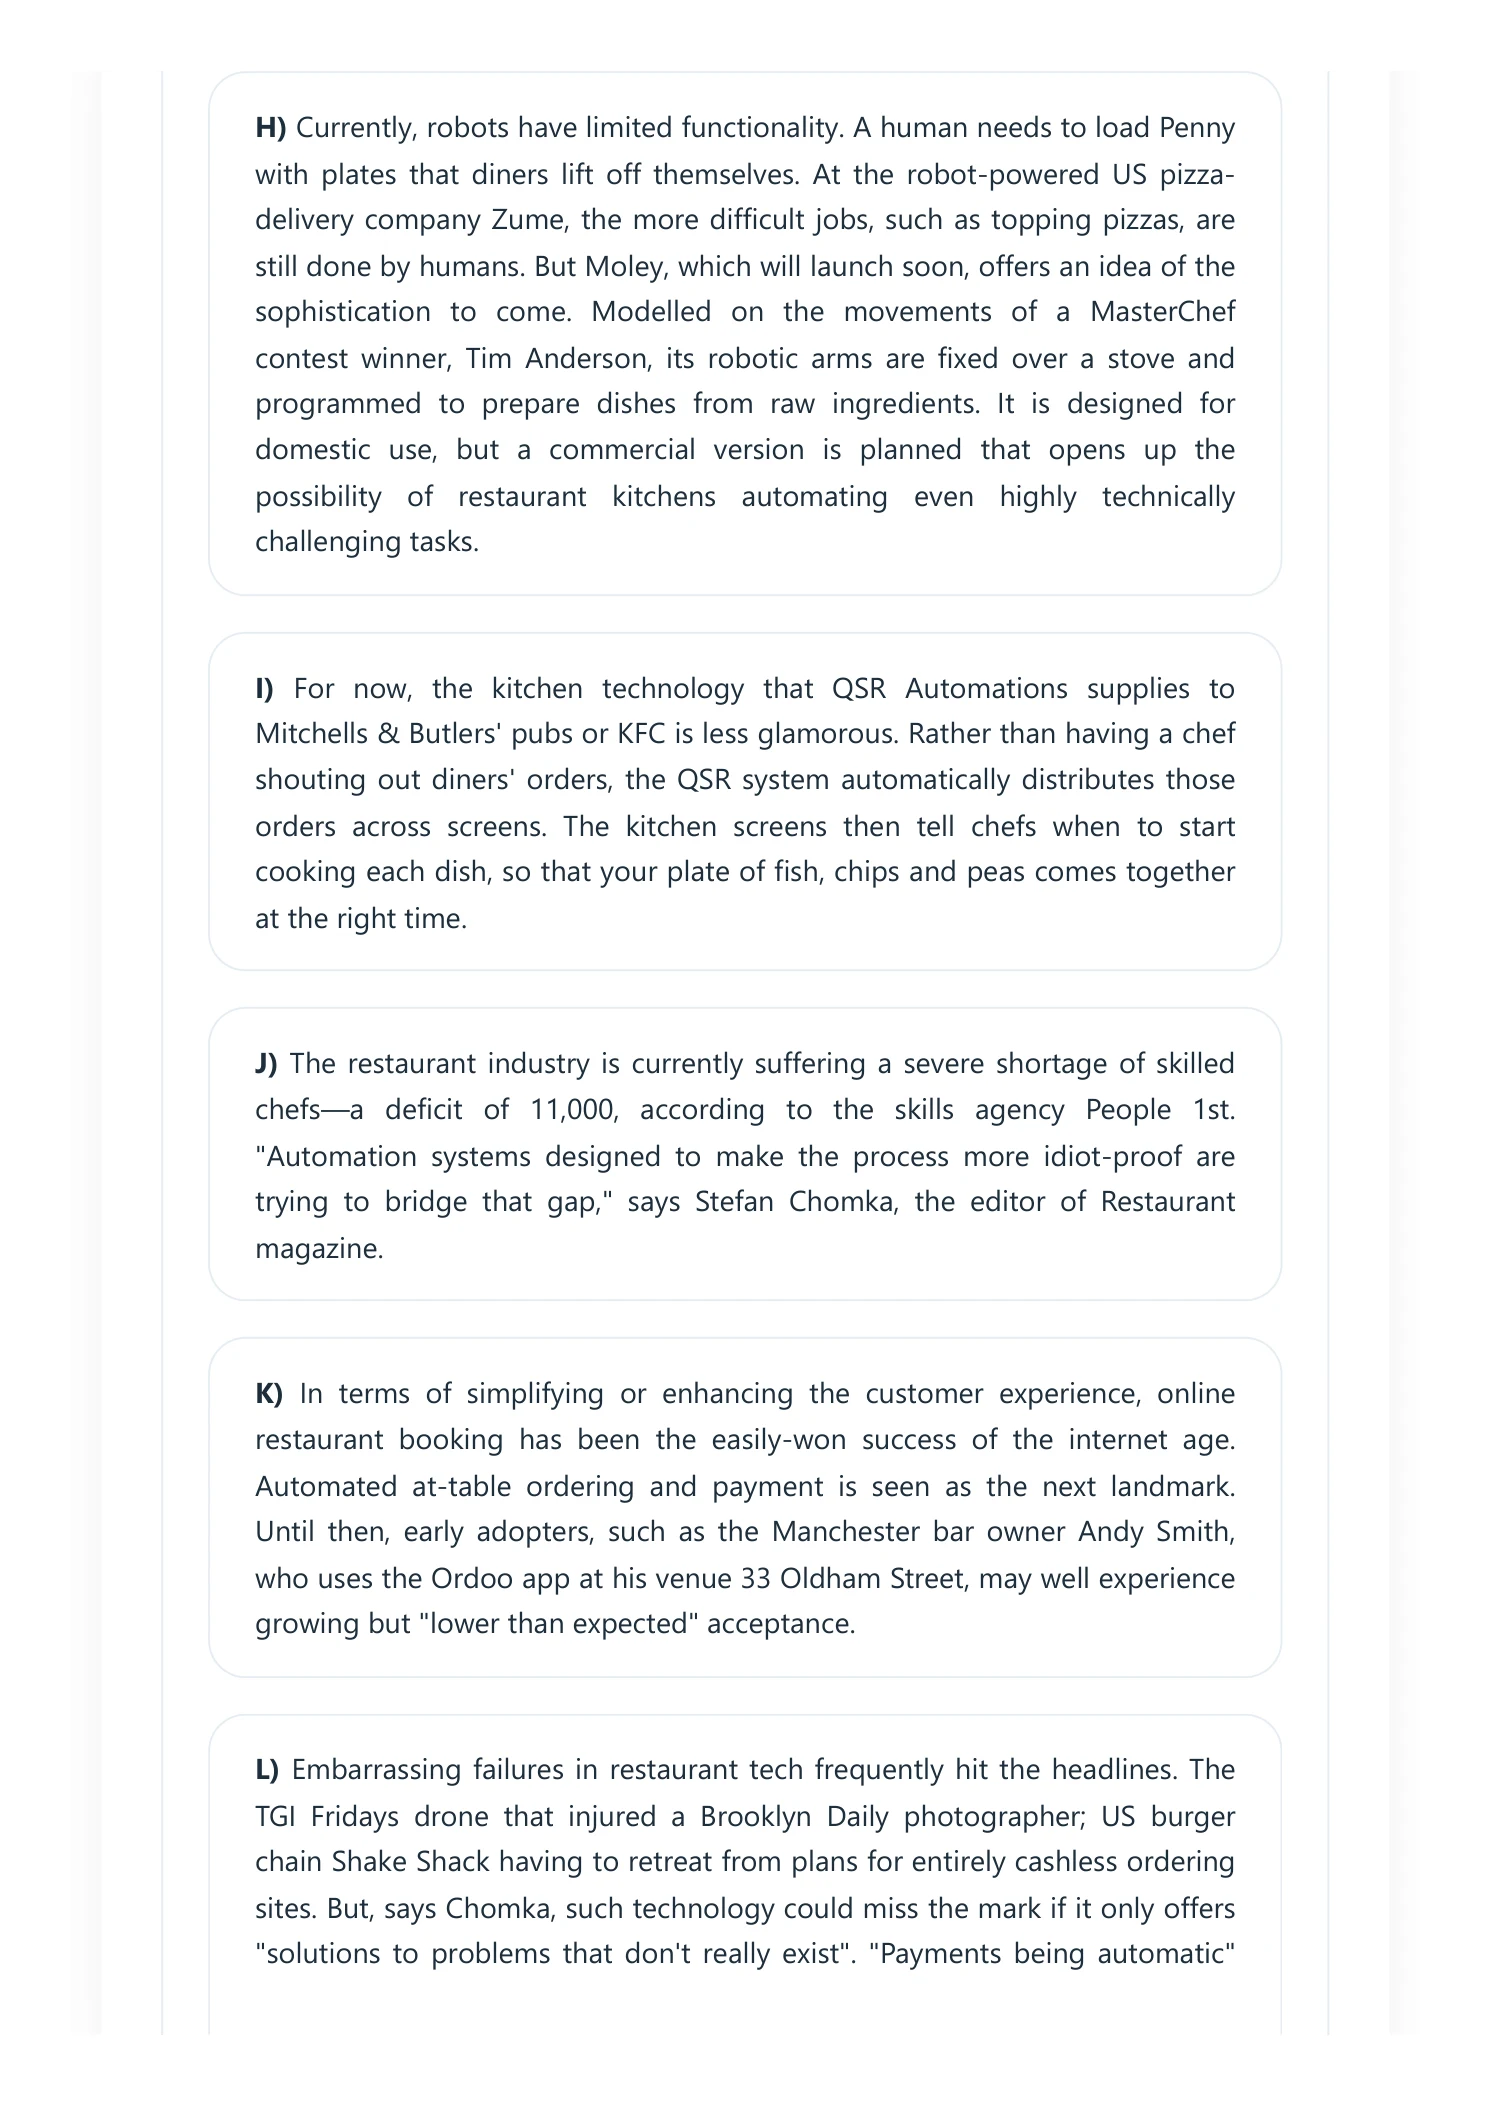 H) Currently, robots have limited functionality. A human needs to load Penny
with plates that diners lift off themselves. At the robot-powered US pizza-
delivery company Zume, the more difficult jobs, such as topping pizzas, are
still done by humans. But Moley, which will launch soon, offers an idea of the
sophistication to come. Modelled on the movements of a MasterChef
contest winner, Tim Anderson, its robotic arms are fixed over a stove and
programmed to prepare dishes from raw ingredients. It is designed for
domestic use, but a commercial version is planned that opens up the
possibility of restaurant kitchens automating even highly technically
challenging tasks.
I) For now, the kitchen technology that QSR Automations supplies to
Mitchells & Butlers' pubs or KFC is less glamorous. Rather than having a chef
shouting out diners' orders, the QSR system automatically distributes those
orders across screens. The kitchen screens then tell chefs when to start
cooking each dish, so that your plate of fish, chips and peas comes together
at the right time.
J) The restaurant industry is currently suffering a severe shortage of skilled
chefs—a deficit of 11,000, according to the skills agency People 1st.
"Automation systems designed to make the process more idiot-proof are
trying to bridge that gap," says Stefan Chomka, the editor of Restaurant
magazine.
K) In terms of simplifying or enhancing the customer experience, online
restaurant booking has been the easily-won success of the internet age.
Automated at-table ordering and payment is seen as the next landmark.
Until then, early adopters, such as the Manchester bar owner Andy Smith,
who uses the Ordoo app at his venue 33 Oldham Street, may well experience
growing but "lower than expected" acceptance.
L) Embarrassing failures in restaurant tech frequently hit the headlines. The
TGI Fridays drone that injured a Brooklyn Daily photographer; US burger
chain Shake Shack having to retreat from plans for entirely cashless ordering
sites. But, says Chomka, such technology could miss the mark if it only offers
"solutions to problems that don't really exist". "Payments being automatic"